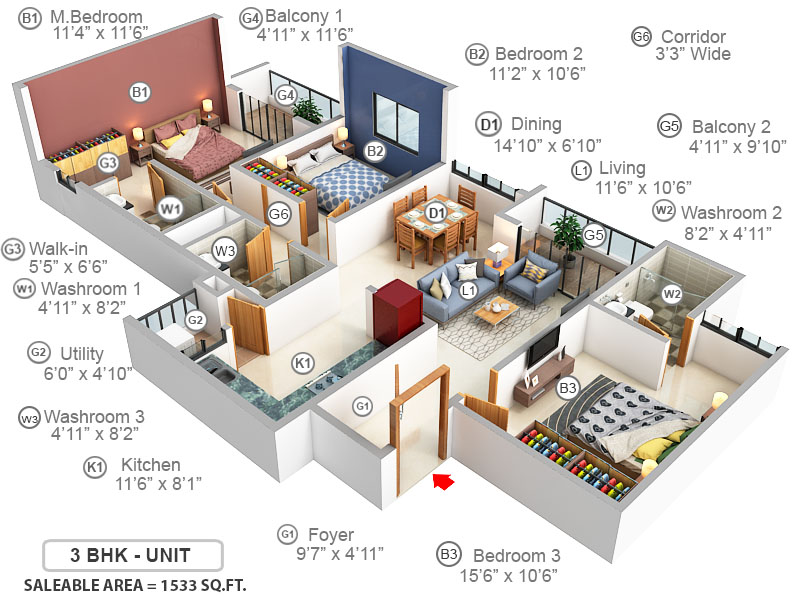 B1 M.Bedroom
11'4" x 11'6"
G4 Balcony 1
4'11" x 11'6"
B2 Bedroom 2
11'2" x 10'6"
G6 Corridor
3'3" Wide
D1 Dining
14'10" x 6'10"
G5 Balcony 2
4'11" x 9'10"
L1 Living
11'6" x 10'6"
W2 Washroom 2
8'2" x 4'11"
B1
G4
B2
G3
W1
G6
D1
W3
G5
L1
W2
G2
K1
B3
G1
G3 Walk-in
5'5" x 6'6"
W1 Washroom 1
4'11" x 8'2"
G2 Utility
6'0" x 4'10"
W3 Washroom 3
4'11" x 8'2"
K1 Kitchen
11'6" x 8'1"
G1 Foyer
9'7" x 4'11"
B3 Bedroom 3
15'6" x 10'6"
3 BHK - UNIT
SALEABLE AREA = 1533 SQ.FT.